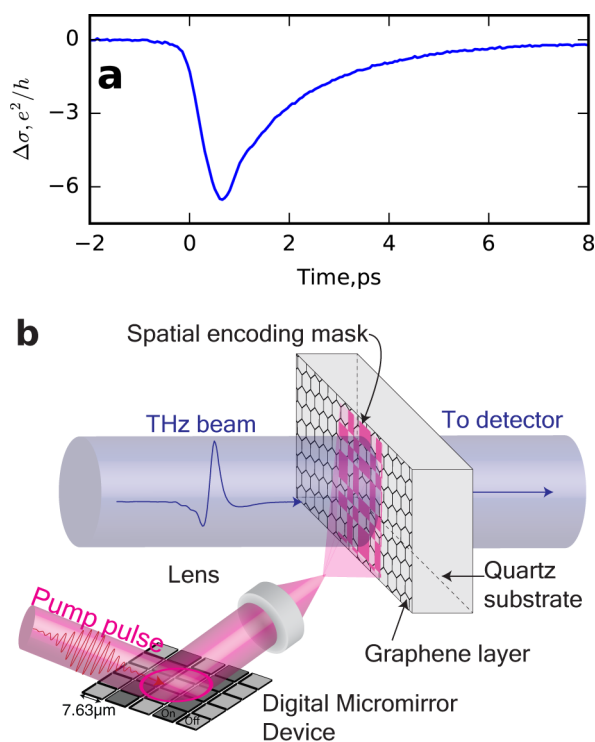 a
0
−3
−6
Δσ, e²/h
−2 0 2 4 6 8
Time,ps
b
Spatial encoding mask
THz beam
To detector
Lens
Pump pulse
Quartz
substrate
Graphene layer
7.63μm
On
Off
Digital Micromirror
Device